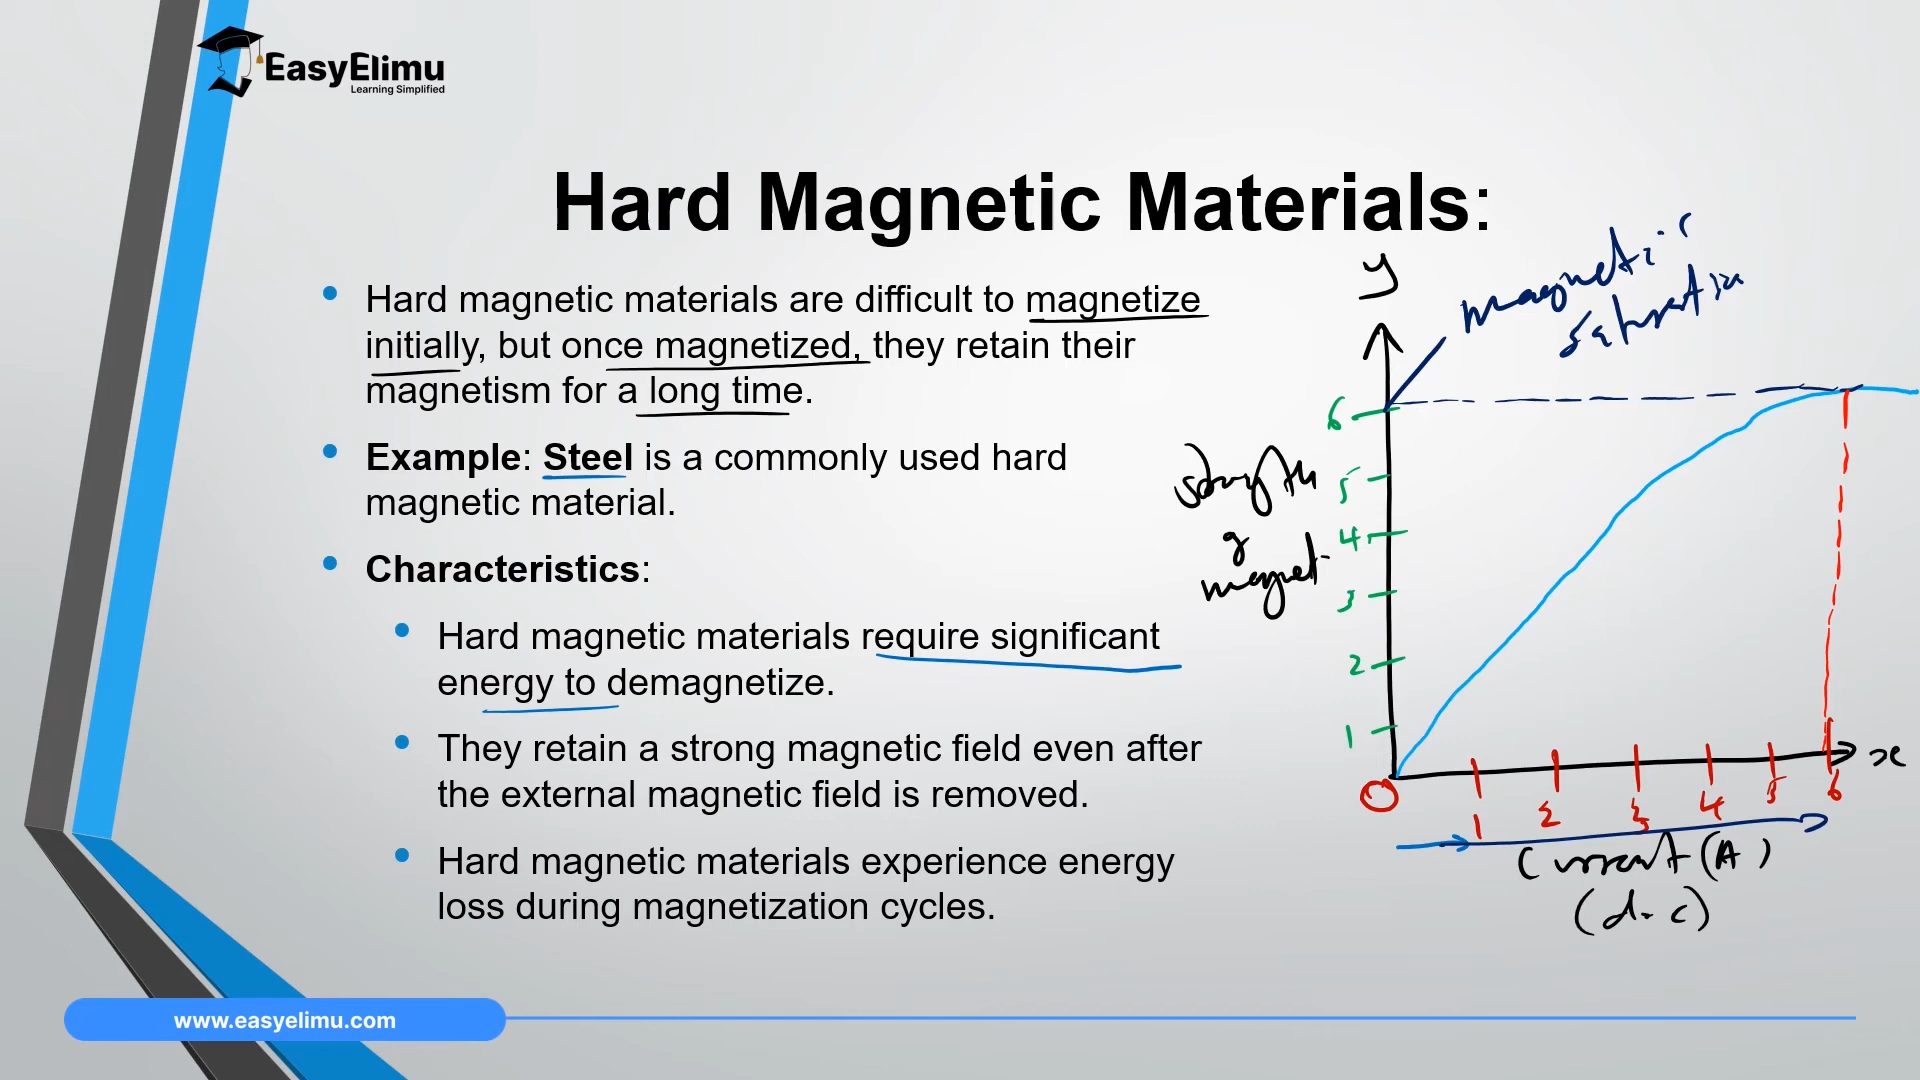 EasyElimu
Learning Simplified
Hard Magnetic Materials:
Hard magnetic materials are difficult to magnetize
initially, but once magnetized, they retain their
magnetism for a long time.
Example: Steel is a commonly used hard
magnetic material.
Characteristics:
Hard magnetic materials require significant
energy to demagnetize.
They retain a strong magnetic field even after
the external magnetic field is removed.
Hard magnetic materials experience energy
loss during magnetization cycles.
y
magnetic
6
5
4
magnet
3
2
1
x
0
1 2 3 4 5 6
Current (A)
(d.c)
www.easyelimu.com